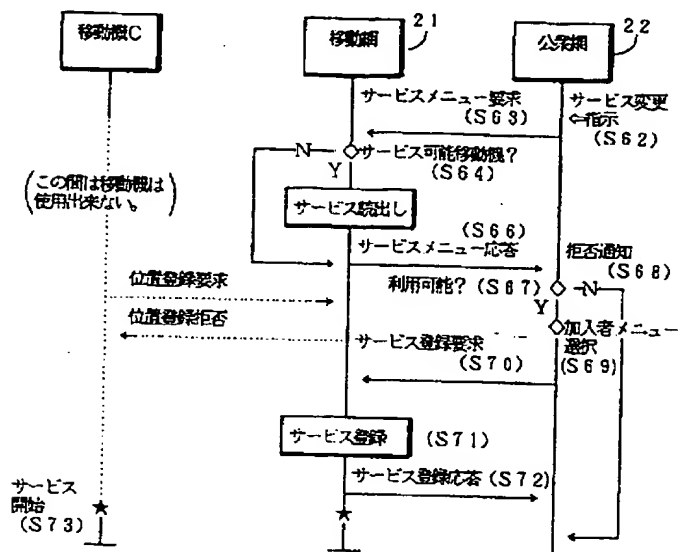 移動機C
移動網
21
公衆網
22
サービスメニュー要求
(S63)
サービス変更
⇦指示
(S62)
N
サービス可能移動機?
(S64)
Y
(この間は移動機は
使用出来ない。)
サービス読出し
(S66)
サービスメニュー応答
拒否通知
(S68)
利用可能?(S67)
N
Y
位置登録要求
位置登録拒否
加入者メニュー
選択
(S69)
サービス登録要求
(S70)
サービス登録
(S71)
サービス登録応答(S72)
サービス
開始
(S73)